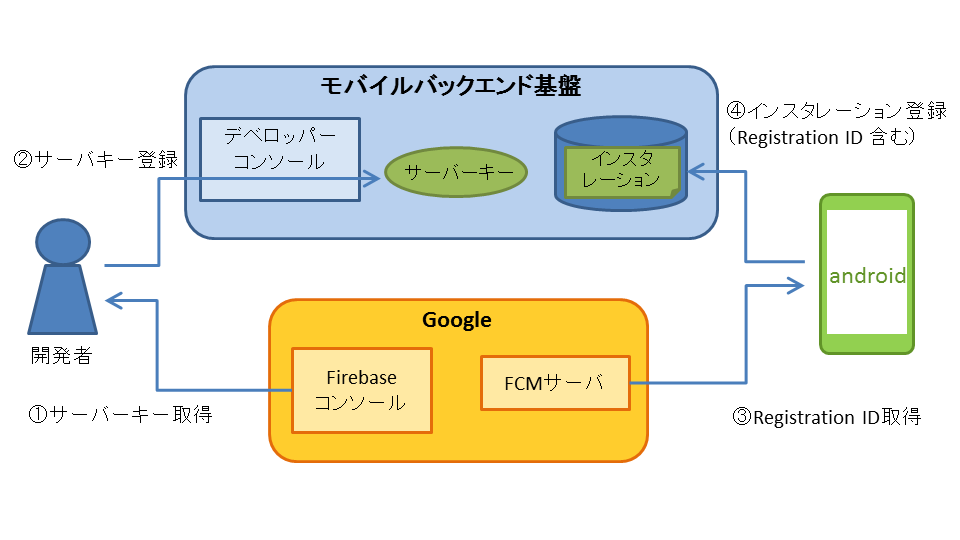 モバイルバックエンド基盤
デベロッパー
コンソール
サーバーキー
インスタ
レーション
②サーバキー登録
④インスタレーション登録
（Registration ID 含む）
開発者
android
Google
Firebase
コンソール
FCMサーバ
①サーバーキー取得
③Registration ID取得